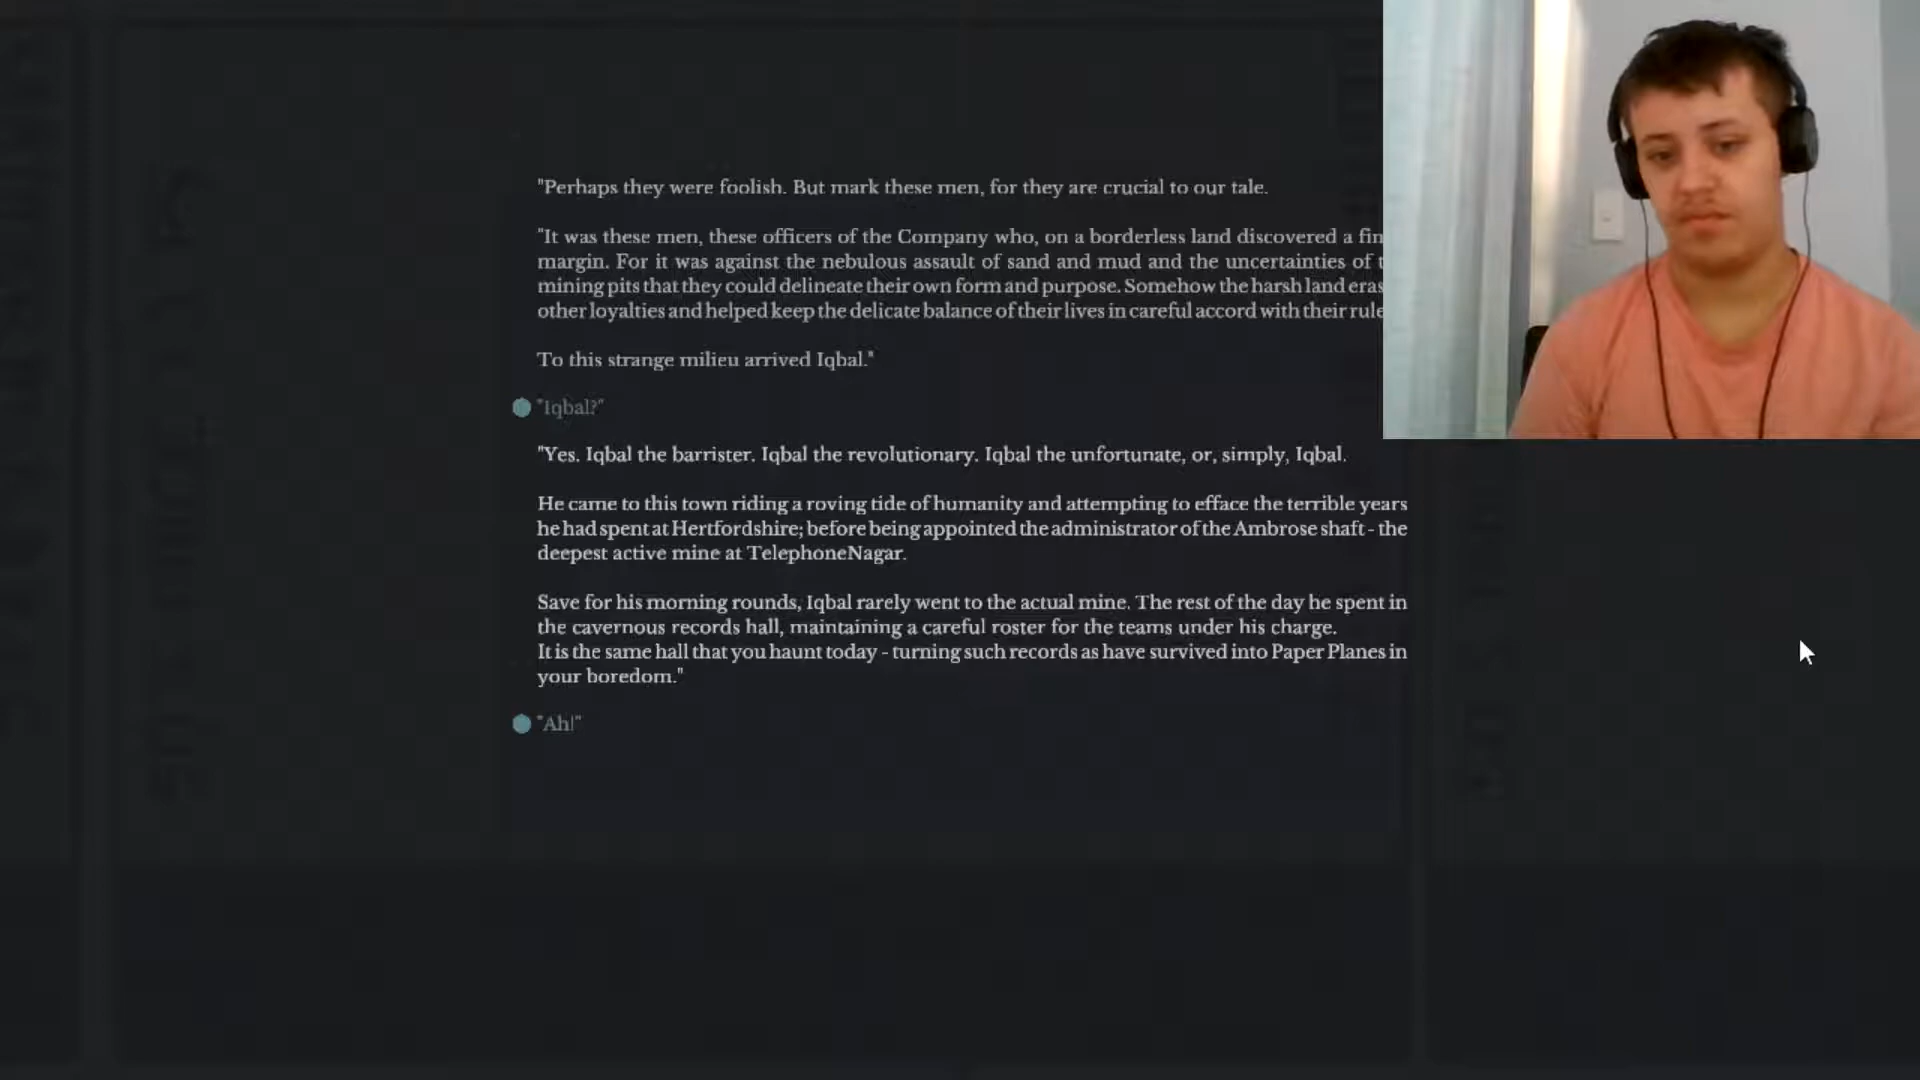 "Perhaps they were foolish. But mark these men, for they are crucial to our tale.
"It was these men, these officers of the Company who, on a borderless land discovered a
margin. For it was against the nebulous assault of sand and mud and the uncertainties of
mining pits that they could delineate their own form and purpose. Somehow the harsh land
other loyalties and helped keep the delicate balance of their lives in careful accord with their
To this strange milieu arrived Iqbal."
"Iqbal?"
"Yes. Iqbal the barrister. Iqbal the revolutionary. Iqbal the unfortunate, or, simply, Iqbal.
He came to this town riding a roving tide of humanity and attempting to efface the terrible years
he had spent at Hertfordshire; before being appointed the administrator of the Ambrose shaft - the
deepest active mine at TelephoneNagar.
Save for his morning rounds, Iqbal rarely went to the actual mine. The rest of the day he spent in
the cavernous records hall, maintaining a careful roster for the teams under his charge.
It is the same hall that you haunt today - turning such records as have survived into Paper Planes in
your boredom."
"Ah!"